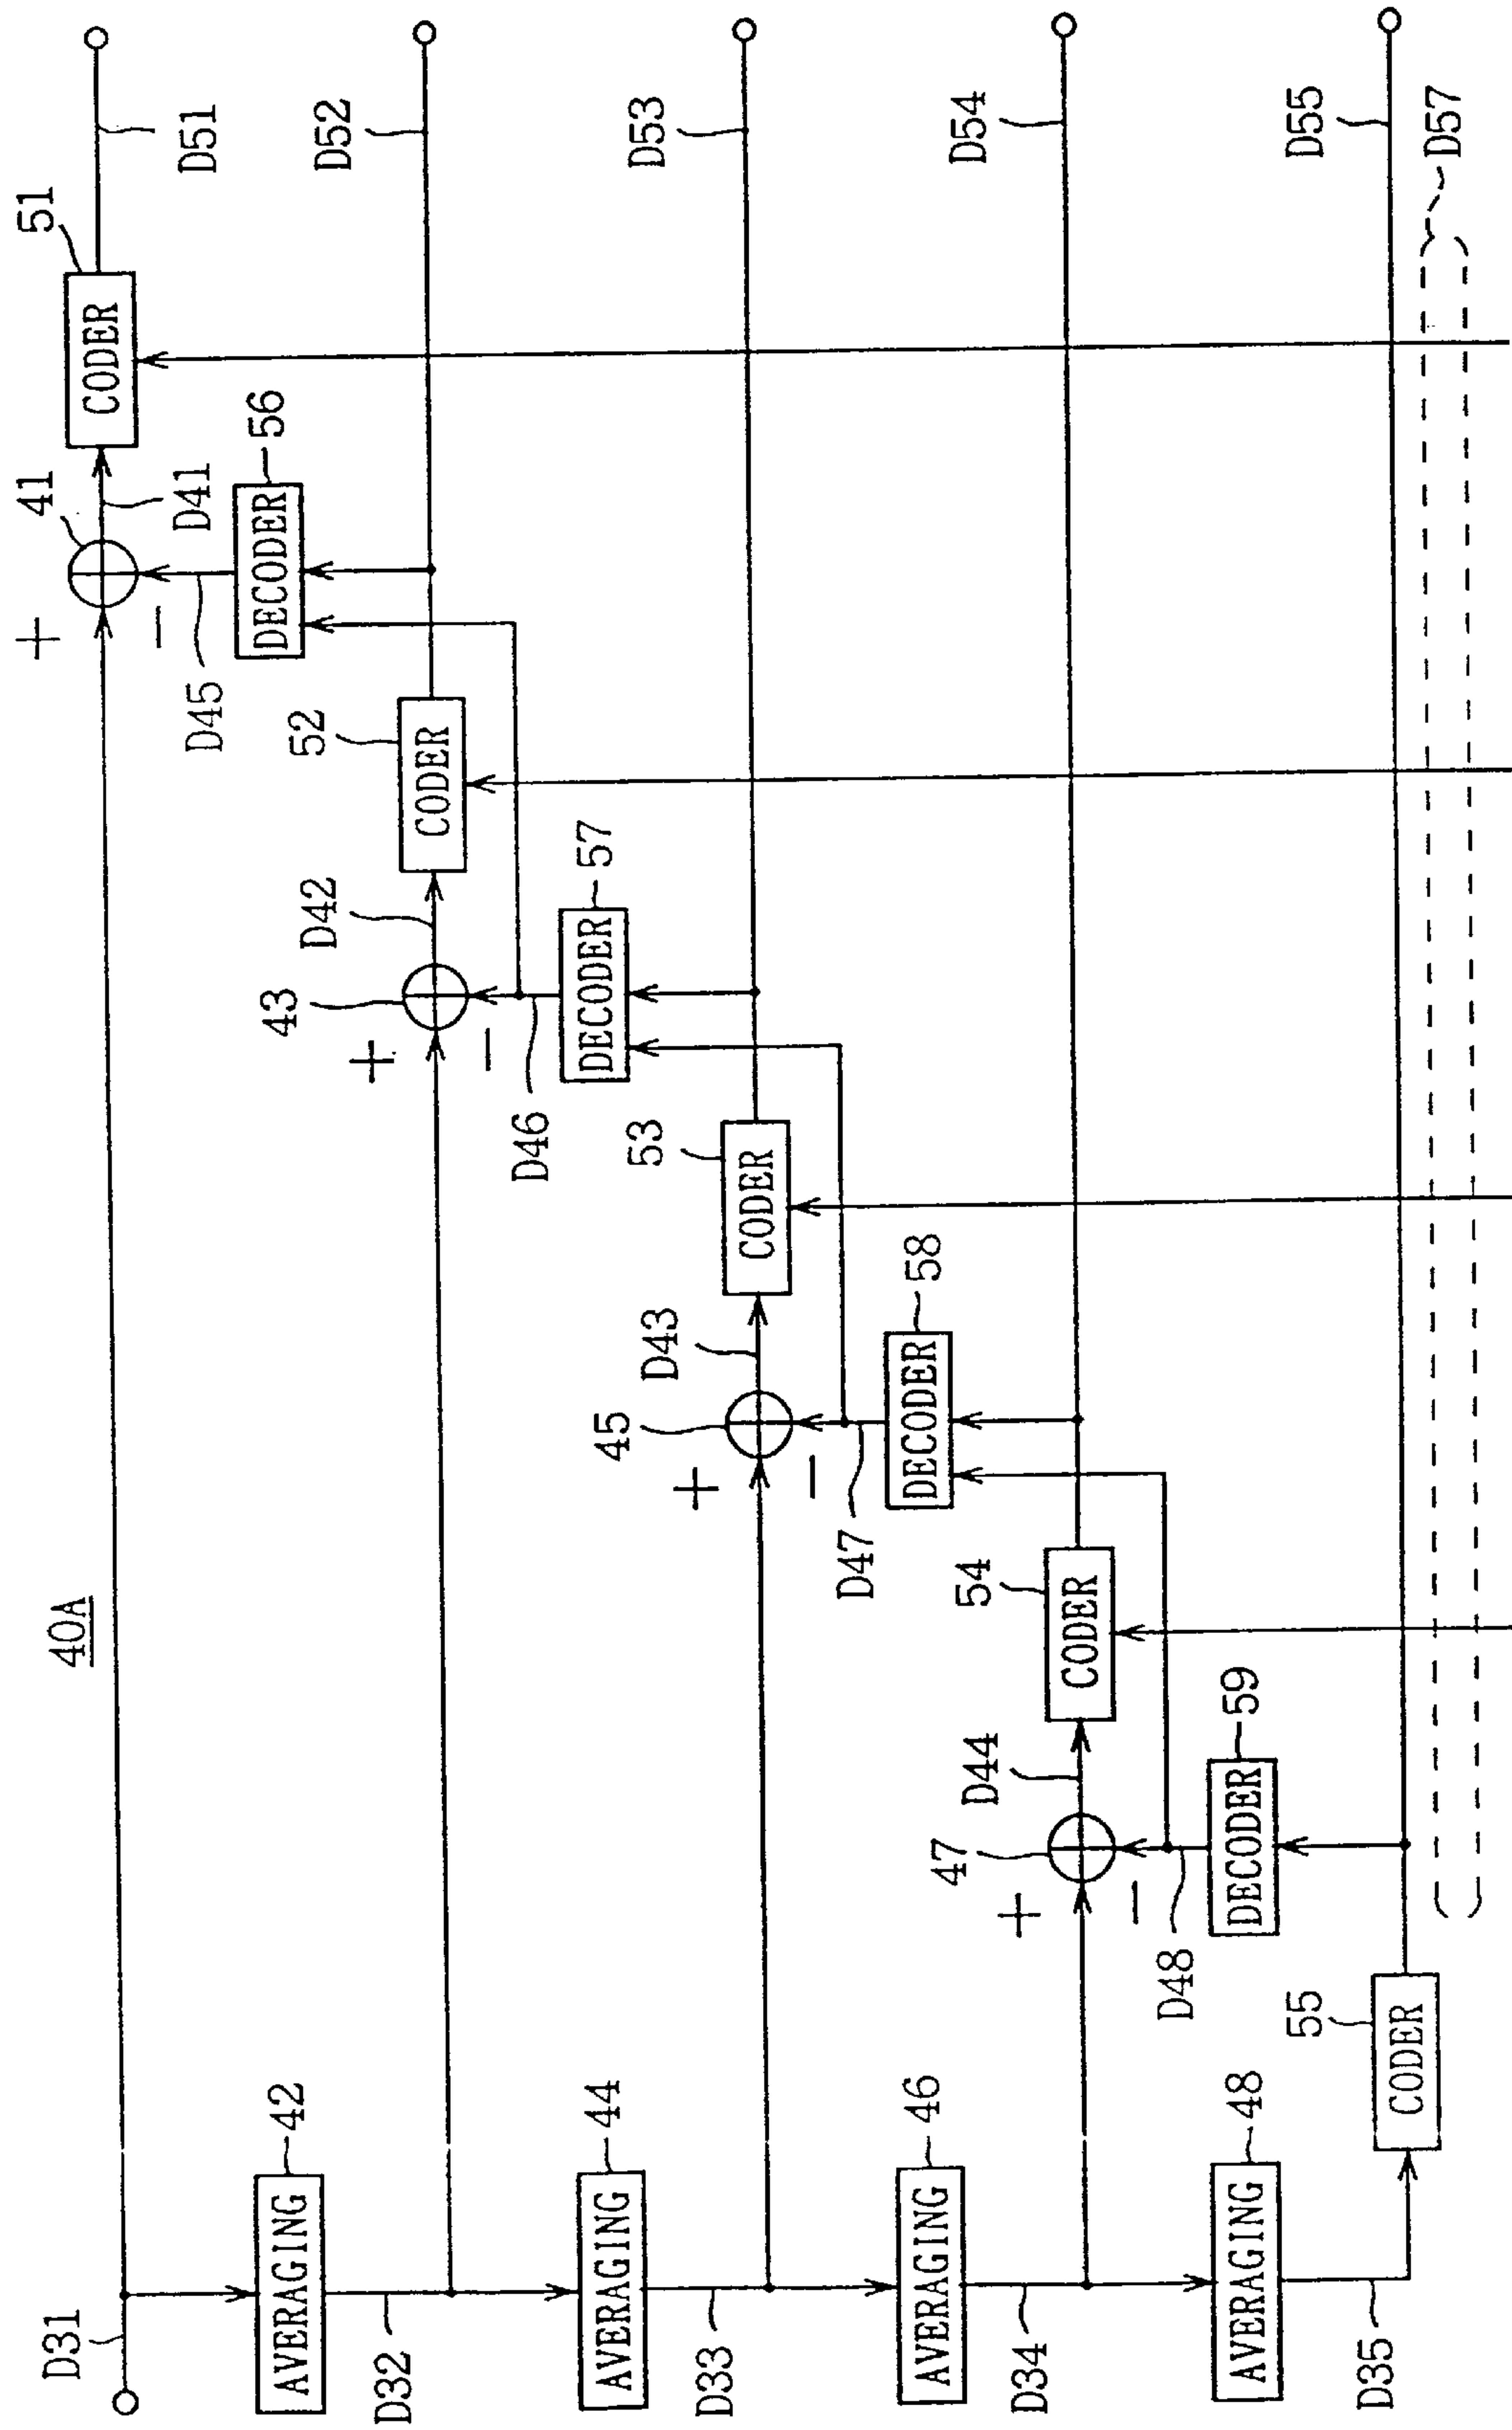 40A
D31
+
41
D41
CODER
51
D51
−
D45
DECODER
56
AVERAGING
42
D32
+
43
D42
CODER
52
D52
−
D46
DECODER
57
AVERAGING
44
D33
+
45
D43
CODER
53
D53
−
D47
DECODER
58
AVERAGING
46
D34
+
47
D44
CODER
54
D54
−
D48
DECODER
59
AVERAGING
48
D35
CODER
55
D55
D57